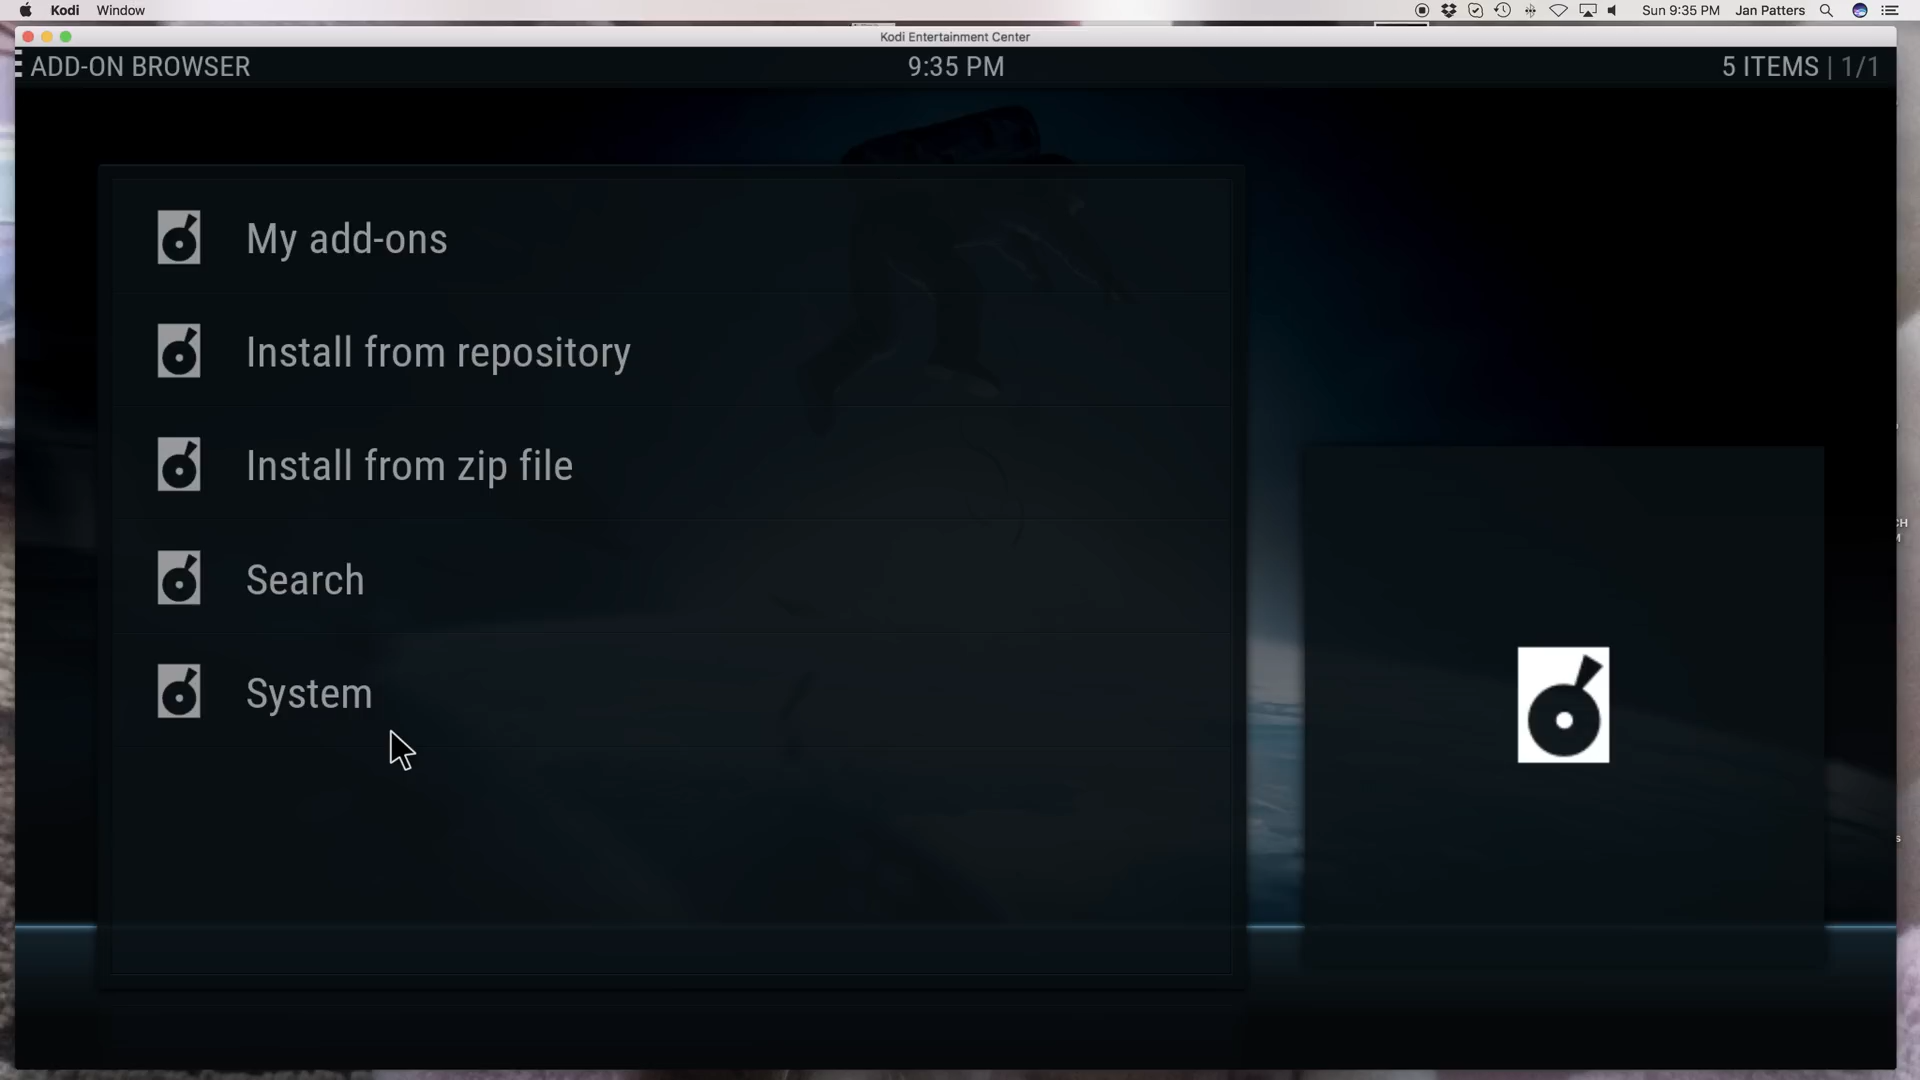 Kodi Window
Sun 9:35 PM Jan Patters
Kodi Entertainment Center
ADD-ON BROWSER
9:35 PM
5 ITEMS | 1/1
My add-ons
Install from repository
Install from zip file
Search
System